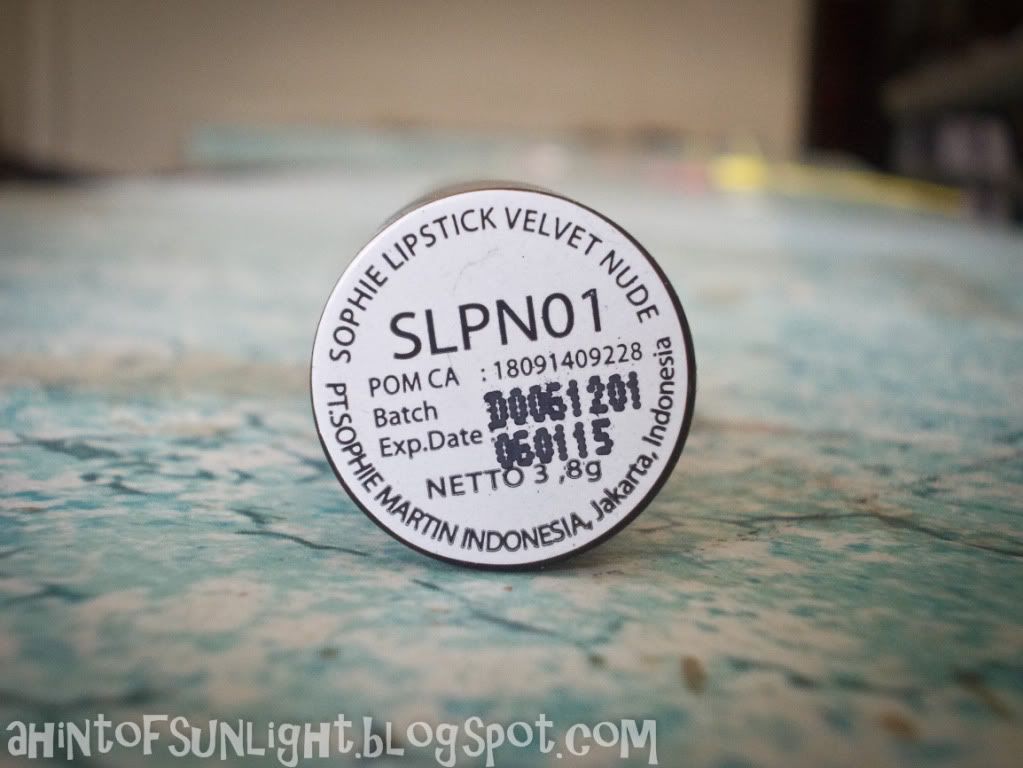 SOPHIE LIPSTICK VELVET NUDE
SLPN01
POM CA : 18091409228
Batch D0061201
Exp.Date 060115
NETTO 3 ,8g
PT.SOPHIE MARTIN INDONESIA, Jakarta, Indonesia
aHintOFSUNLigHt.blogSpot.COM